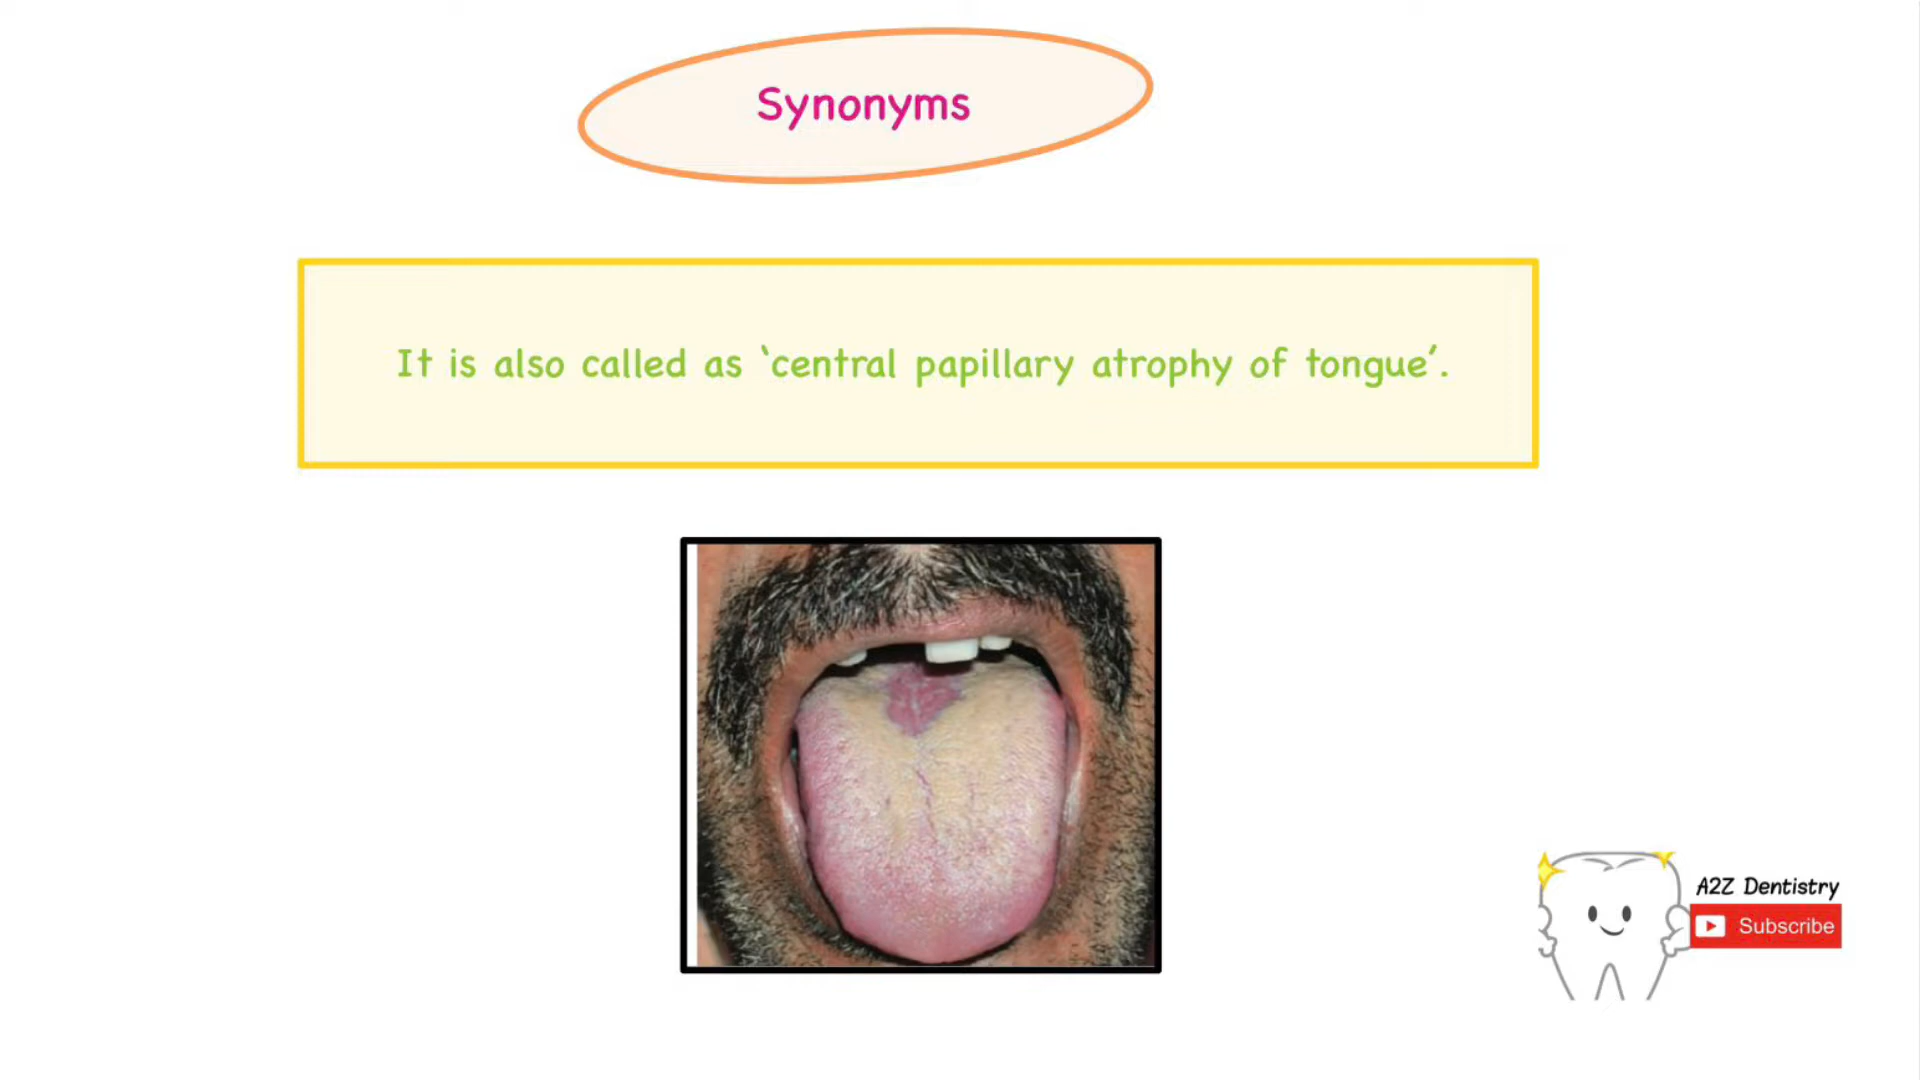 Synonyms
It is also called as ‘central papillary atrophy of tongue’.
A2Z Dentistry
Subscribe